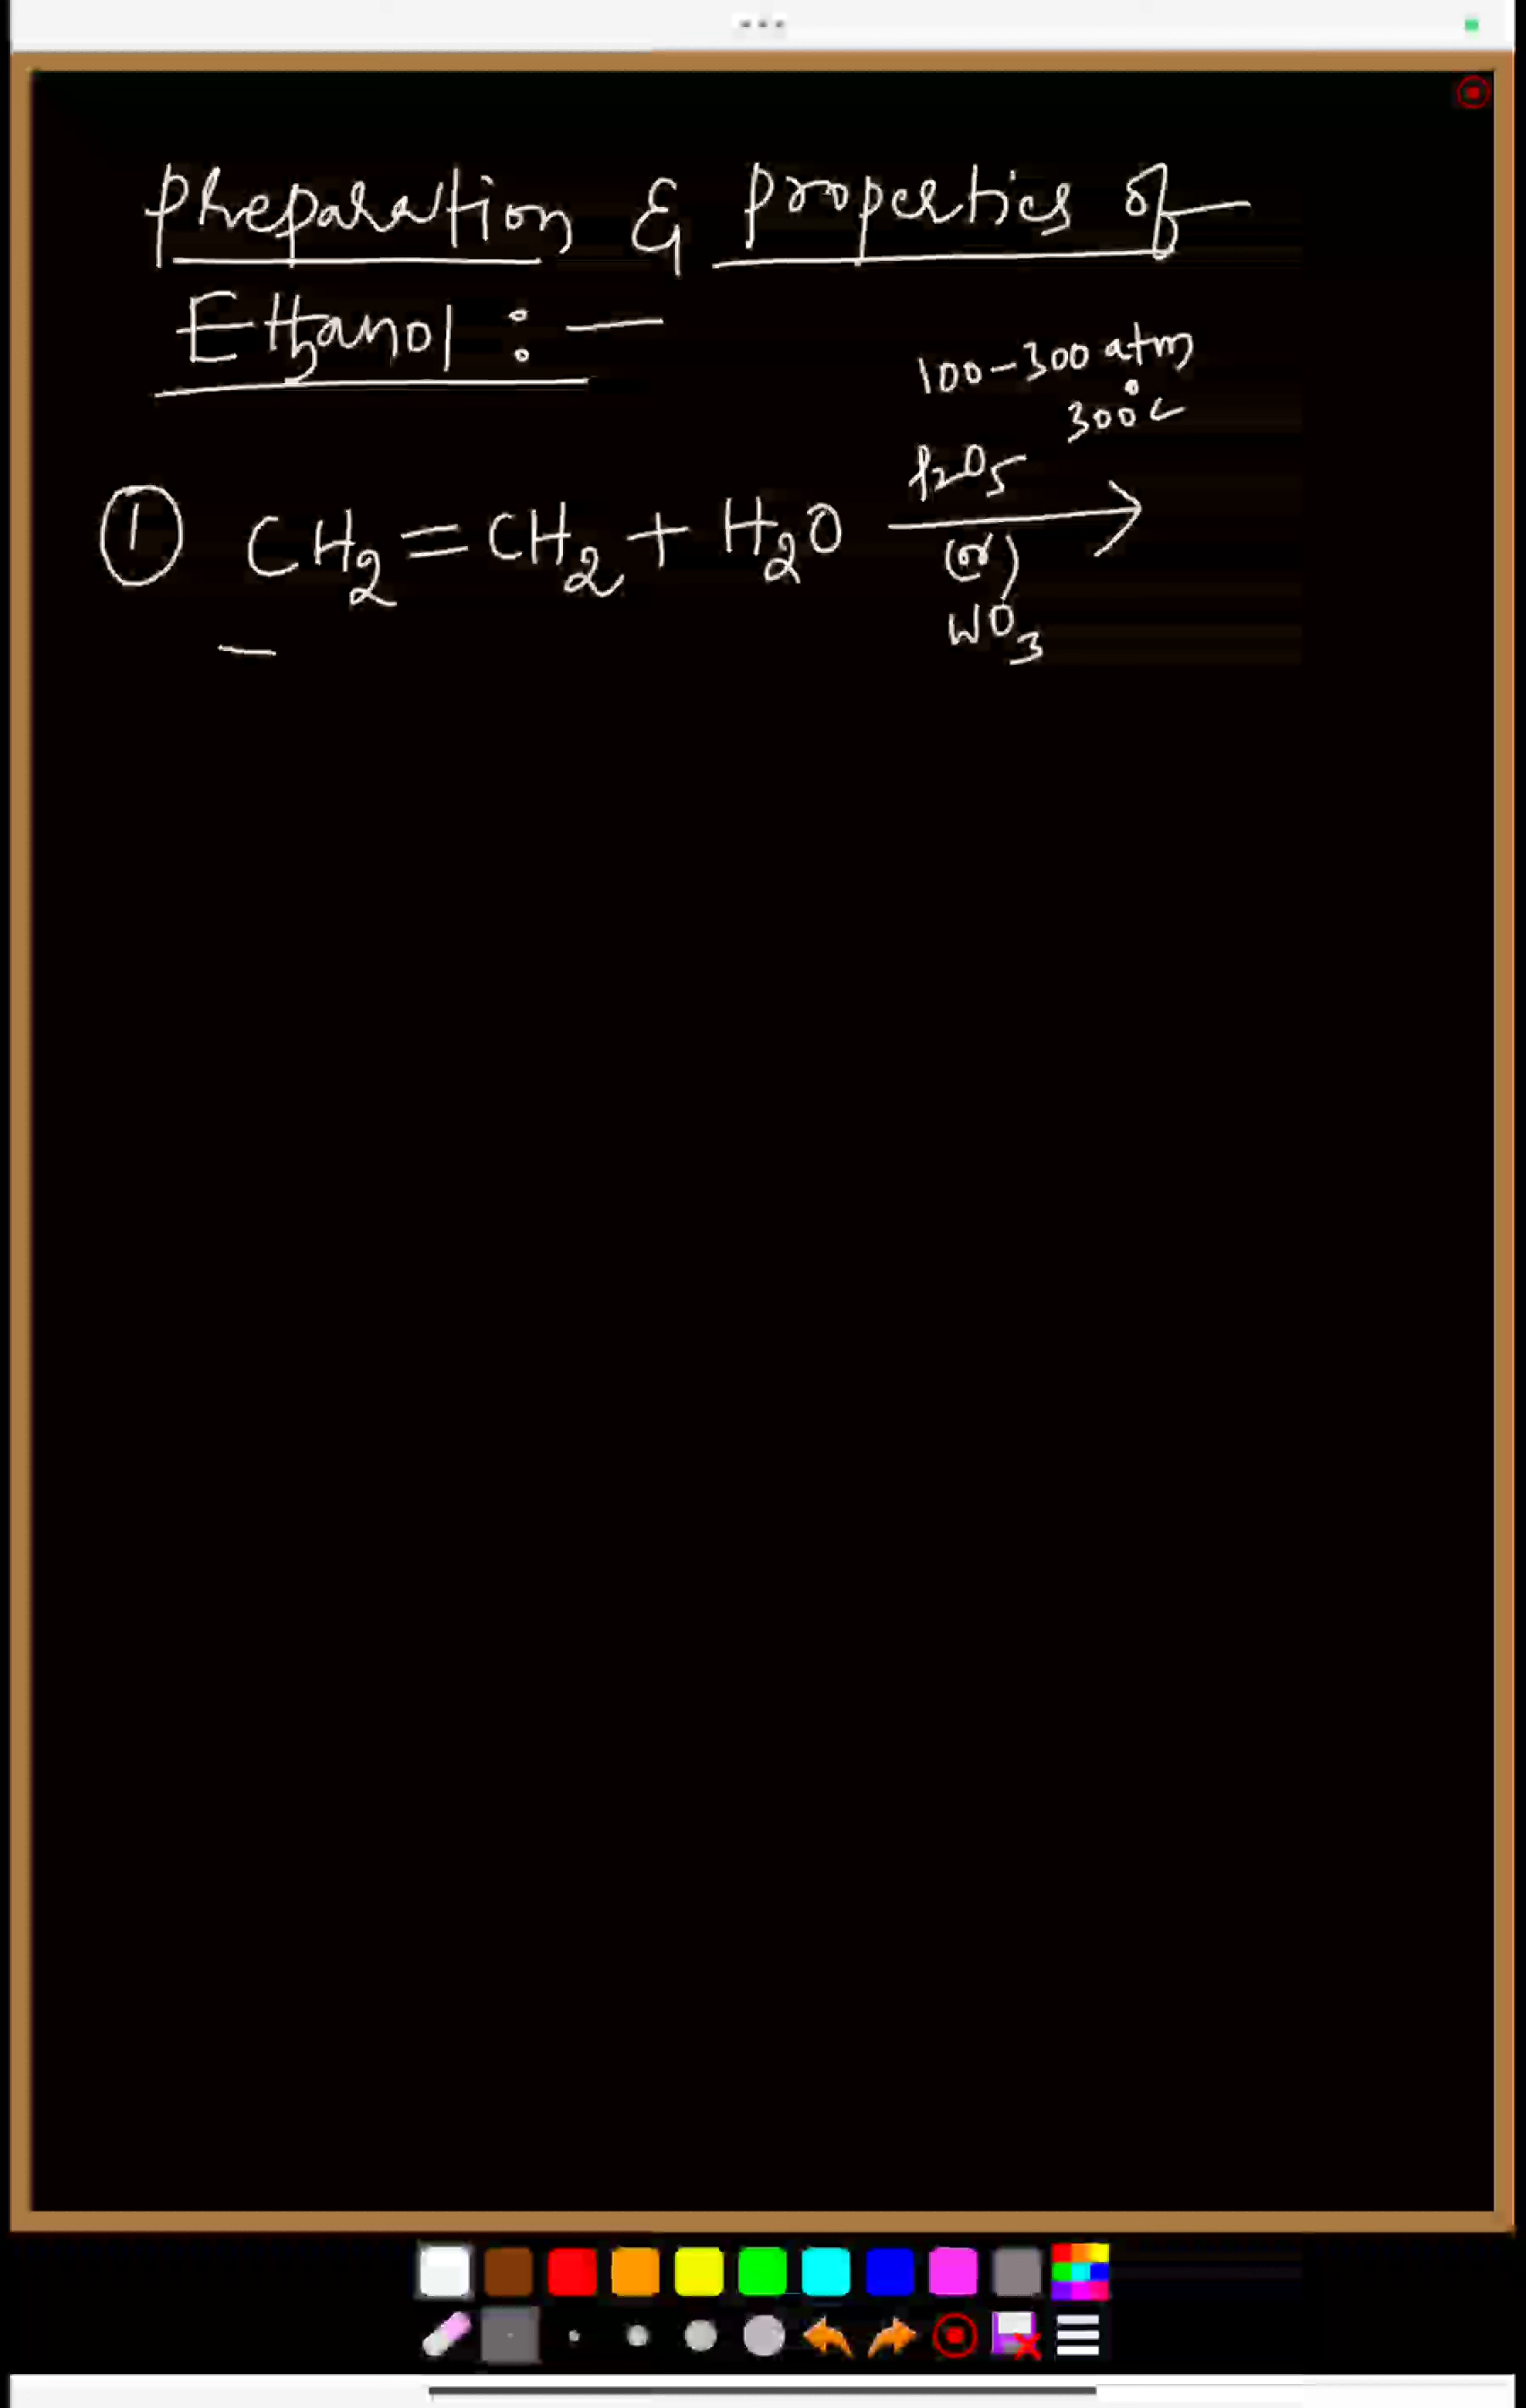 Preparation & Properties of
Ethanol : —
100-300 atm
300°C
P2O5
① CH2=CH2 + H2O →
(or)
WO3